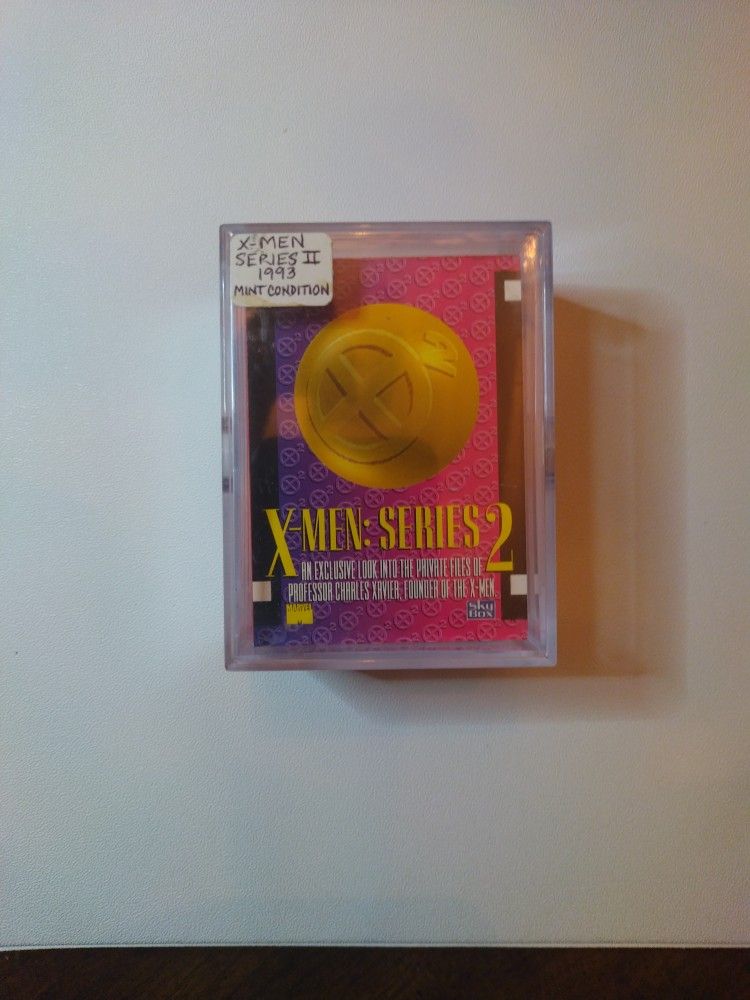 X-MEN
SERIES II
1993
MINT CONDITION
X-MEN: SERIES 2
AN EXCLUSIVE LOOK INTO THE PRIVATE FILES OF
PROFESSOR CHARLES XAVIER, FOUNDER OF THE X-MEN.
MARVEL
SKY
BOX